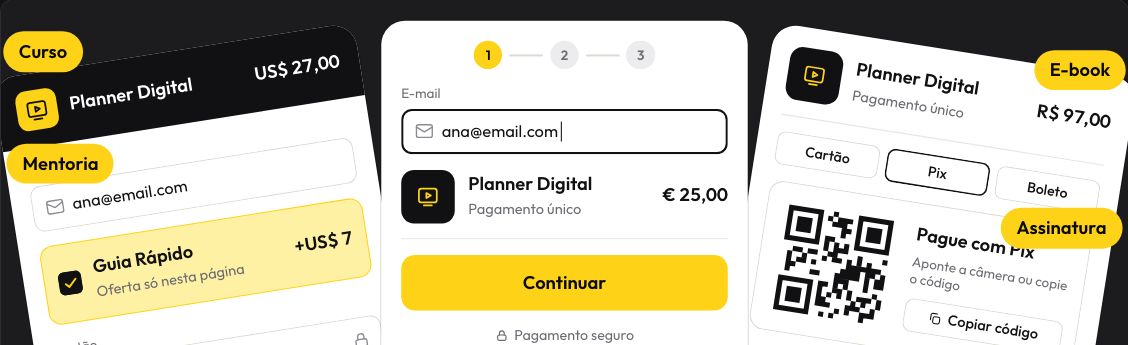 Curso
Planner Digital
US$ 27,00
Mentoria
ana@email.com
Guia Rápido
+US$ 7
Oferta só nesta página
1
2
3
E-mail
ana@email.com
Planner Digital
€ 25,00
Pagamento único
Continuar
Pagamento seguro
E-book
Planner Digital
Pagamento único
R$ 97,00
Cartão
Pix
Boleto
Assinatura
Pague com Pix
Aponte a câmera ou copie
o código
Copiar código